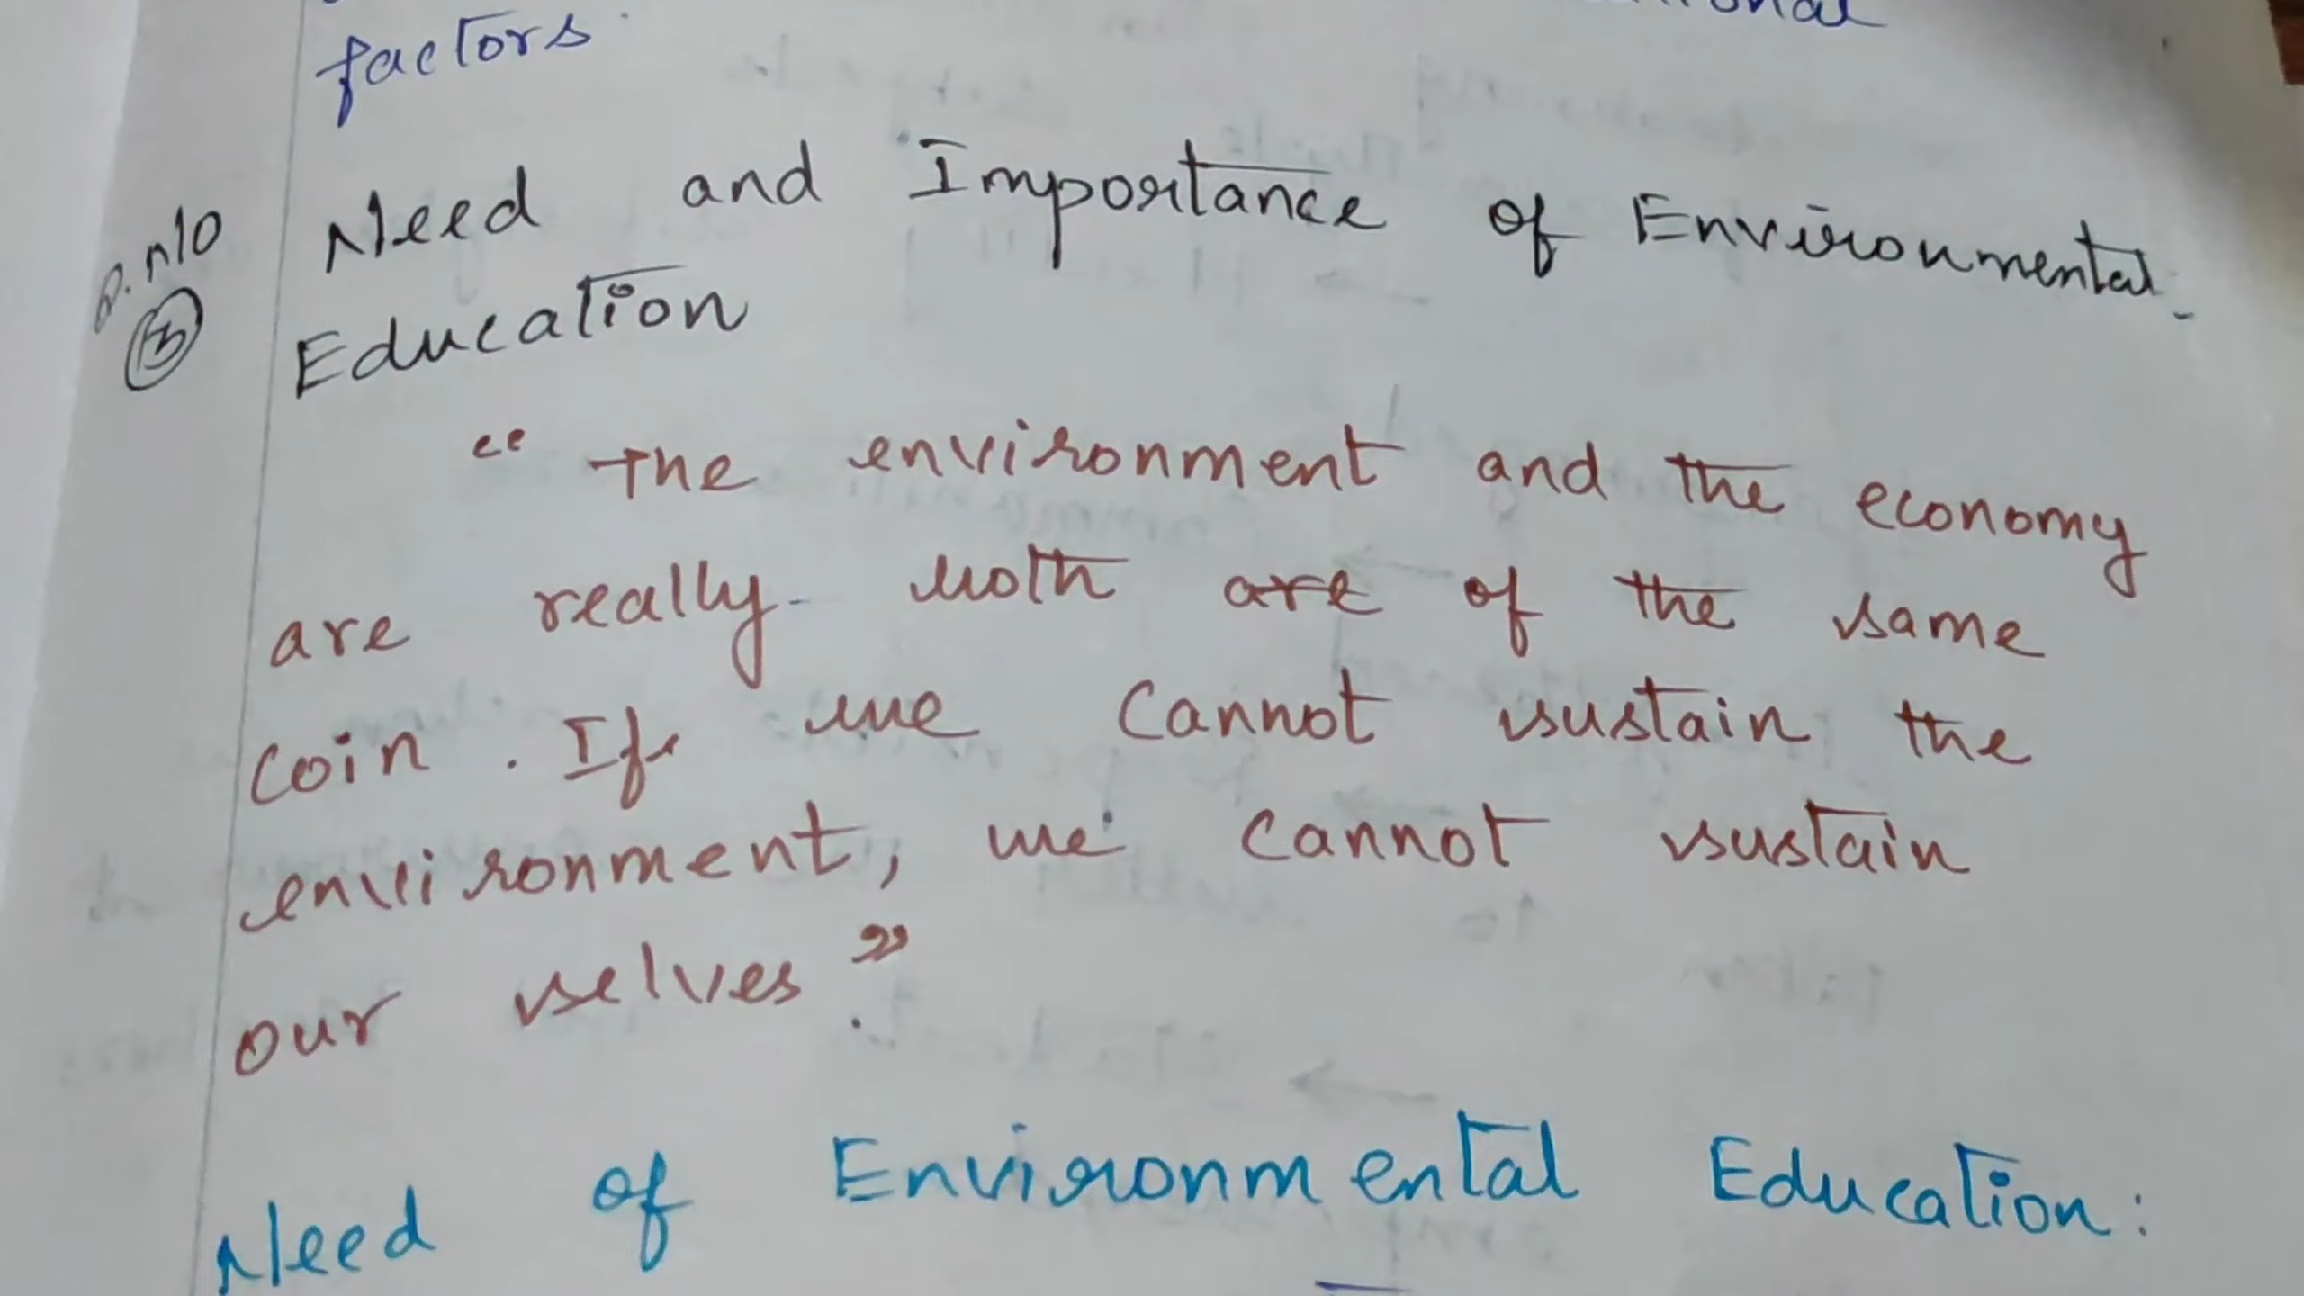 factors.
p.n10 Need and Importance of Environmental
③ Education
"The environment and the economy
are really both are of the same
coin. If we cannot sustain the
environment, we cannot sustain
our selves".
Need of Environmental Education: